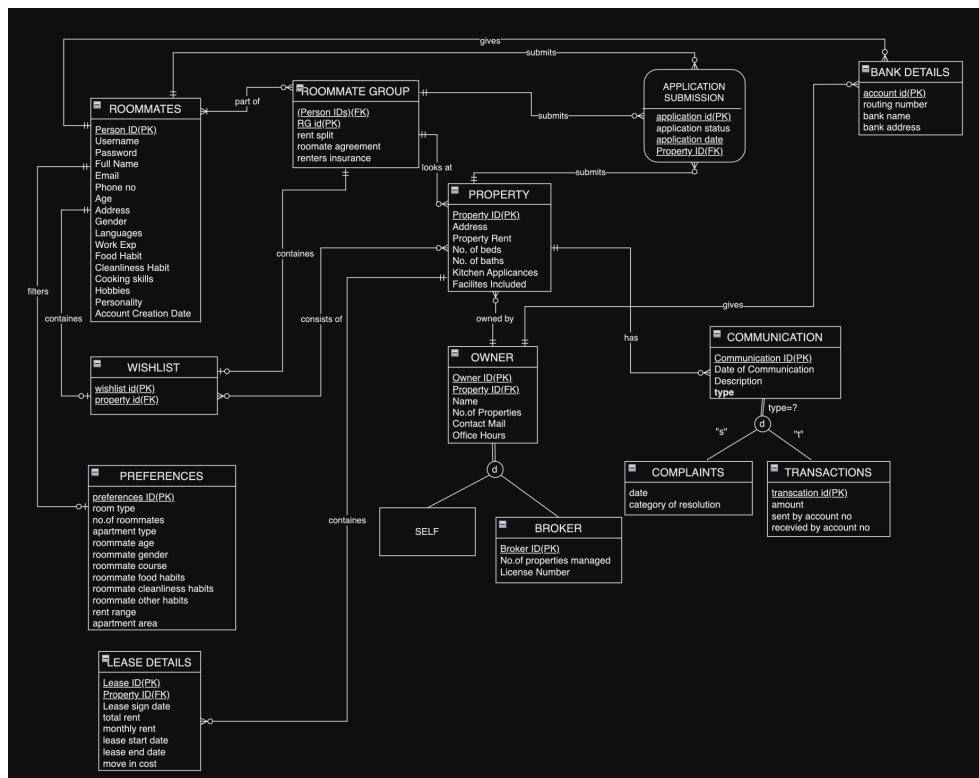 gives
submits
ROOMMATES
Person ID(PK)
Username
Password
Full Name
Email
Phone no
Age
Address
Gender
Languages
Work Exp
Food Habit
Cleanliness Habit
Cooking skills
Hobbies
Personality
Account Creation Date
part of
ROOMMATE GROUP
(Person IDs)(FK)
RG id(PK)
rent split
roomate agreement
renters insurance
submits
APPLICATION
SUBMISSION
application id(PK)
application status
application date
Property ID(FK)
BANK DETAILS
account id(PK)
routing number
bank name
bank address
looks at
submits
PROPERTY
Property ID(PK)
Address
Property Rent
No. of beds
No. of baths
Kitchen Applicances
Facilites Included
containes
filters
containes
consists of
owned by
gives
has
WISHLIST
wishlist id(PK)
property id(FK)
OWNER
Owner ID(PK)
Property ID(FK)
Name
No.of Properties
Contact Mail
Office Hours
COMMUNICATION
Communication ID(PK)
Date of Communication
Description
type
type=?
d
"s"
"t"
COMPLAINTS
date
category of resolution
TRANSACTIONS
transcation id(PK)
amount
sent by account no
recevied by account no
PREFERENCES
preferences ID(PK)
room type
no.of roommates
apartment type
roommate age
roommate gender
roommate course
roommate food habits
roommate cleanliness habits
roommate other habits
rent range
apartment area
d
SELF
BROKER
Broker ID(PK)
No.of properties managed
License Number
containes
LEASE DETAILS
Lease ID(PK)
Property ID(FK)
Lease sign date
total rent
monthly rent
lease start date
lease end date
move in cost